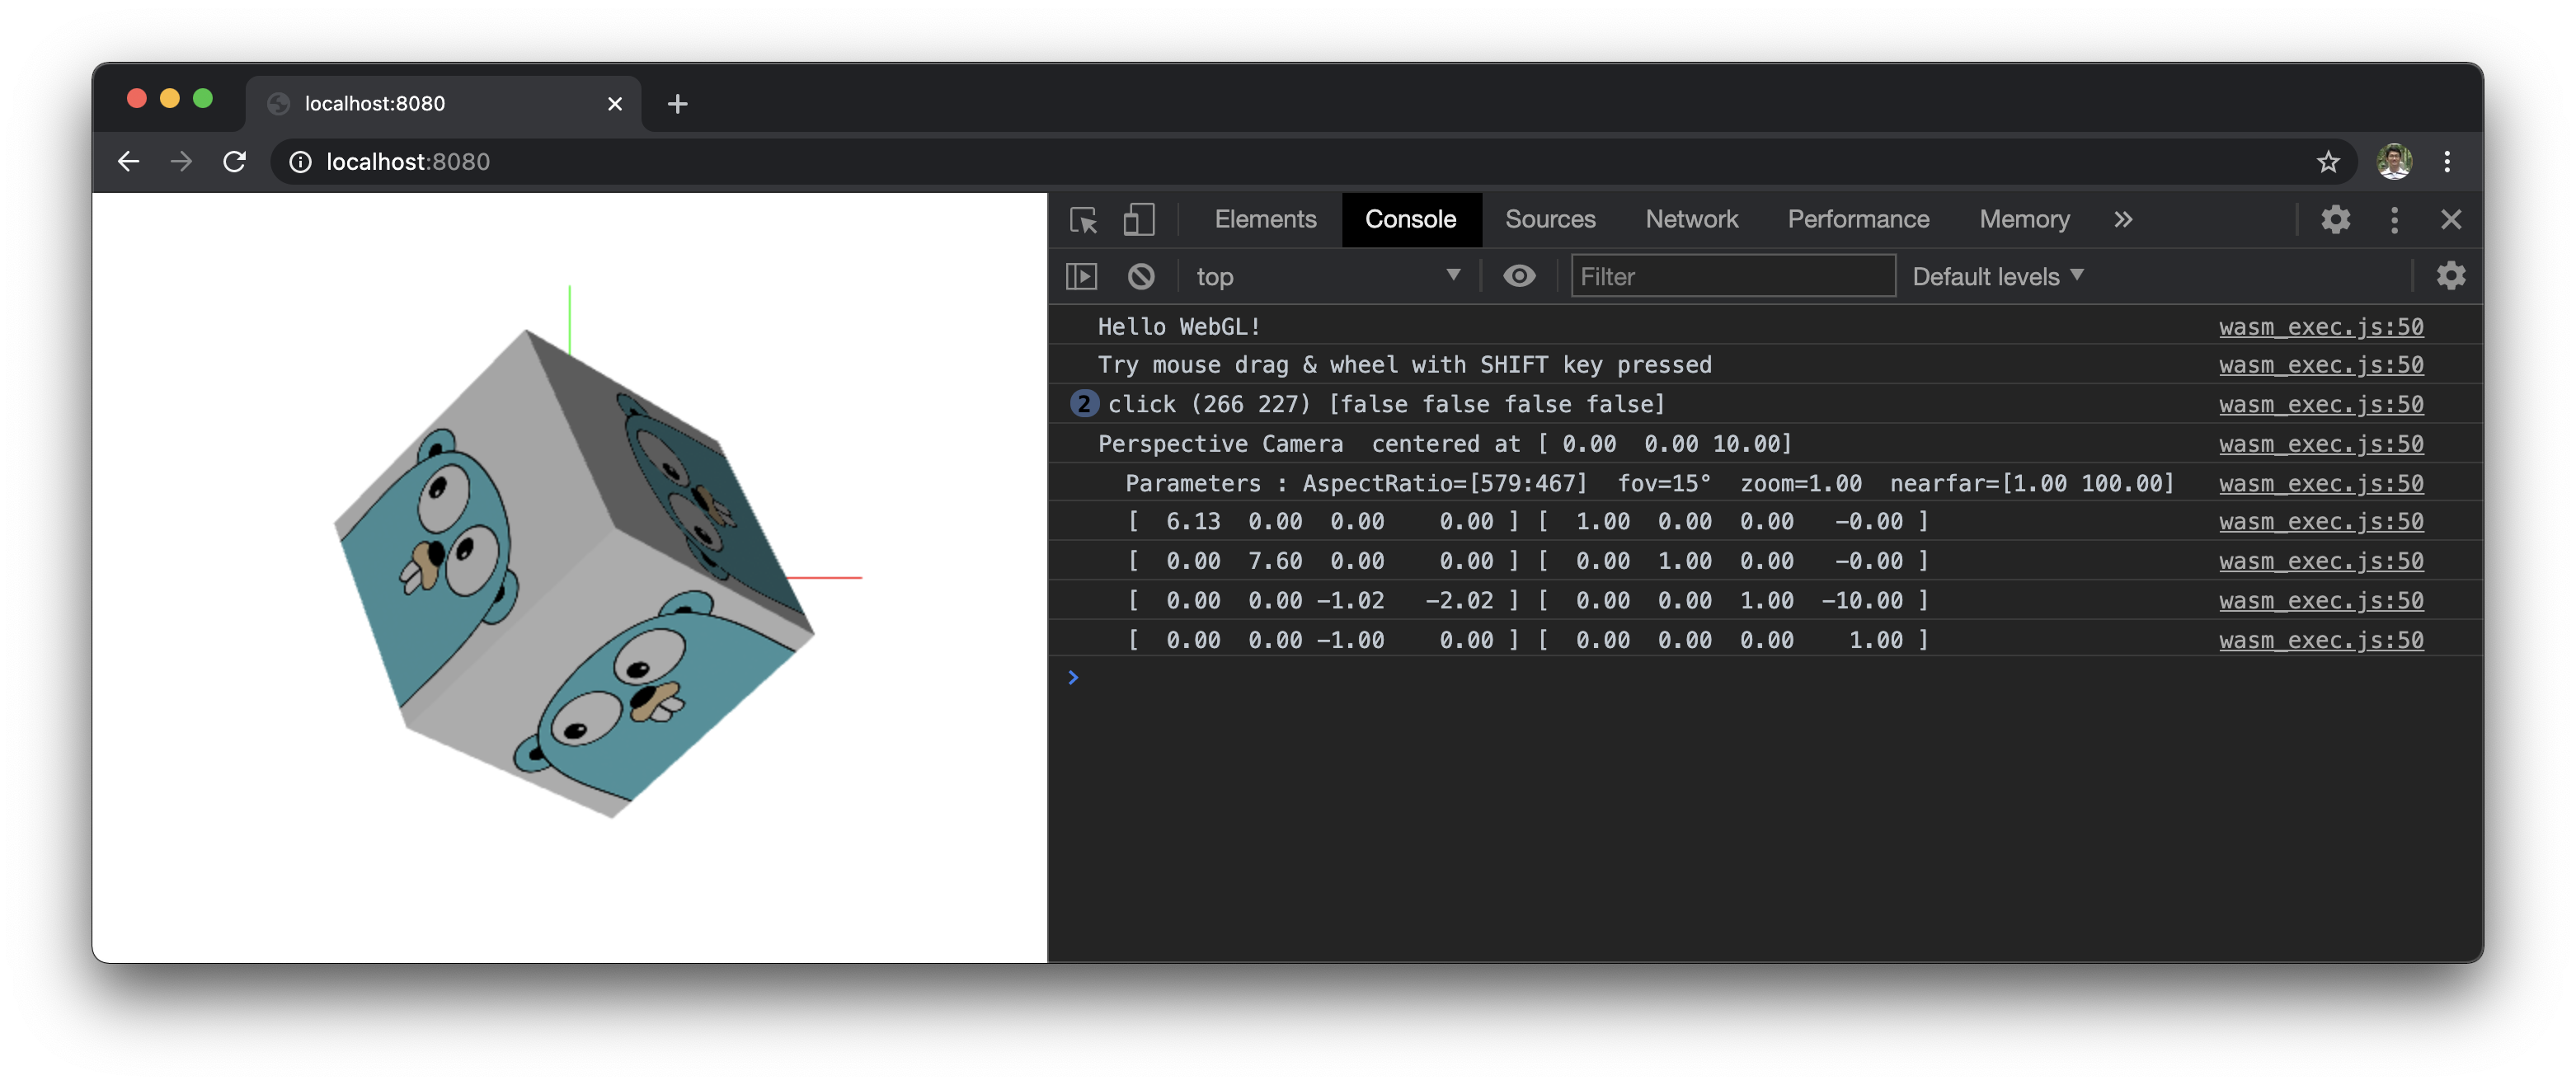 localhost:8080
localhost:8080
Elements Console Sources Network Performance Memory
top Filter Default levels
Hello WebGL! wasm_exec.js:50
Try mouse drag & wheel with SHIFT key pressed wasm_exec.js:50
2 click (266 227) [false false false false] wasm_exec.js:50
Perspective Camera  centered at [ 0.00  0.00 10.00] wasm_exec.js:50
Parameters : AspectRatio=[579:467]  fov=15°  zoom=1.00  nearfar=[1.00 100.00] wasm_exec.js:50
[  6.13  0.00  0.00    0.00 ] [  1.00  0.00  0.00   -0.00 ] wasm_exec.js:50
[  0.00  7.60  0.00    0.00 ] [  0.00  1.00  0.00   -0.00 ] wasm_exec.js:50
[  0.00  0.00 -1.02   -2.02 ] [  0.00  0.00  1.00  -10.00 ] wasm_exec.js:50
[  0.00  0.00 -1.00    0.00 ] [  0.00  0.00  0.00    1.00 ] wasm_exec.js:50